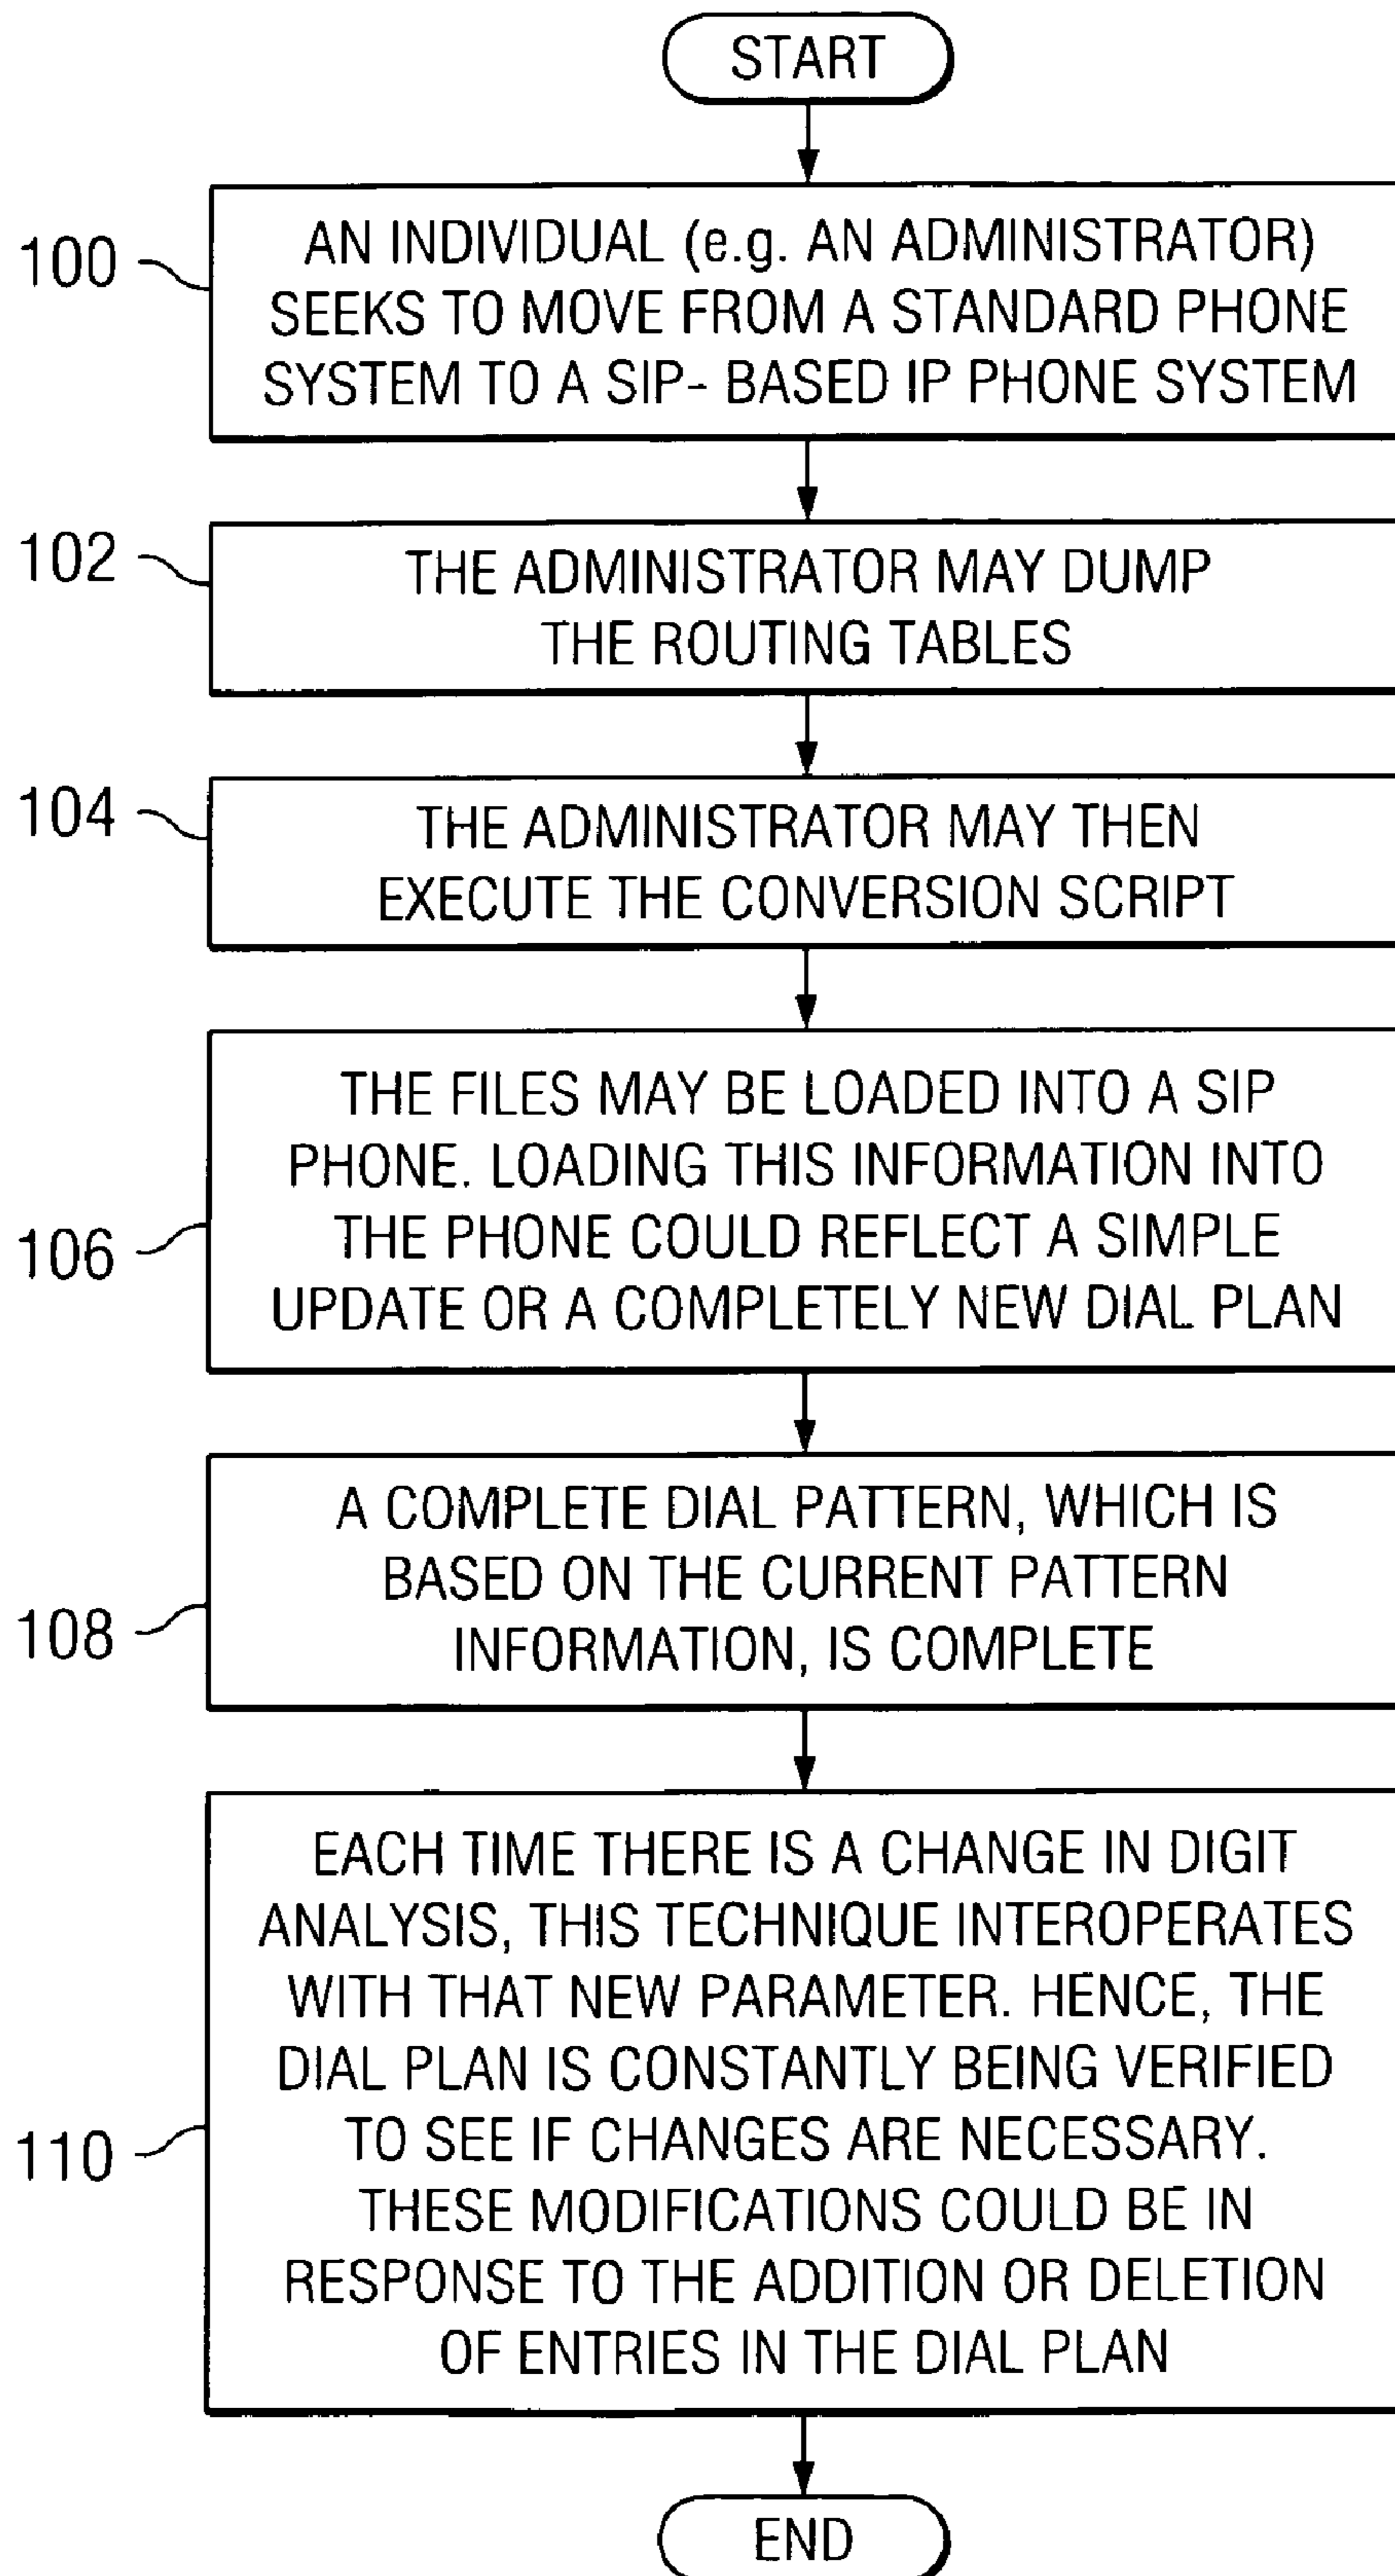 START
100
AN INDIVIDUAL (e.g. AN ADMINISTRATOR)
SEEKS TO MOVE FROM A STANDARD PHONE
SYSTEM TO A SIP- BASED IP PHONE SYSTEM
102
THE ADMINISTRATOR MAY DUMP
THE ROUTING TABLES
104
THE ADMINISTRATOR MAY THEN
EXECUTE THE CONVERSION SCRIPT
106
THE FILES MAY BE LOADED INTO A SIP
PHONE. LOADING THIS INFORMATION INTO
THE PHONE COULD REFLECT A SIMPLE
UPDATE OR A COMPLETELY NEW DIAL PLAN
108
A COMPLETE DIAL PATTERN, WHICH IS
BASED ON THE CURRENT PATTERN
INFORMATION, IS COMPLETE
110
EACH TIME THERE IS A CHANGE IN DIGIT
ANALYSIS, THIS TECHNIQUE INTEROPERATES
WITH THAT NEW PARAMETER. HENCE, THE
DIAL PLAN IS CONSTANTLY BEING VERIFIED
TO SEE IF CHANGES ARE NECESSARY.
THESE MODIFICATIONS COULD BE IN
RESPONSE TO THE ADDITION OR DELETION
OF ENTRIES IN THE DIAL PLAN
END